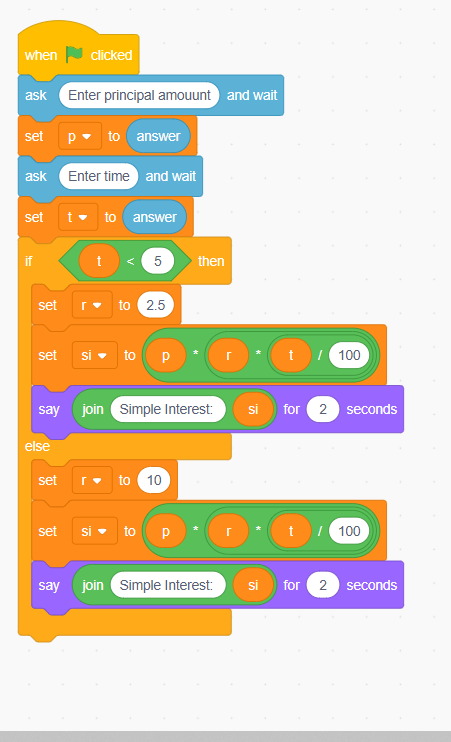 when clicked
ask Enter principal amouunt and wait
set p to answer
ask Enter time and wait
set t to answer
if t < 5 then
set r to 2.5
set si to p * r * t / 100
say join Simple Interest: si for 2 seconds
else
set r to 10
set si to p * r * t / 100
say join Simple Interest: si for 2 seconds